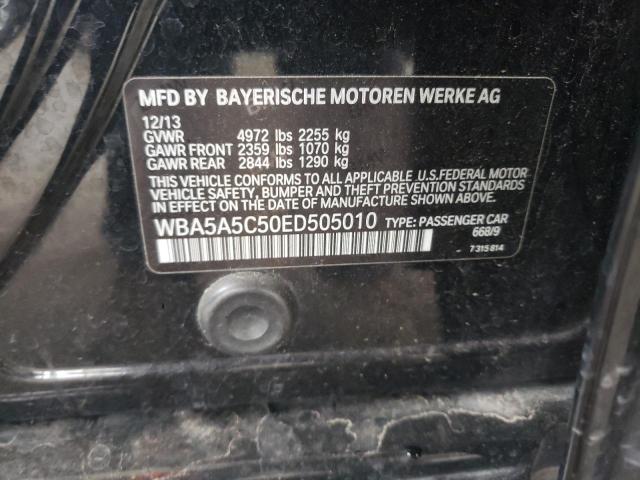 MFD BY BAYERISCHE MOTOREN WERKE AG
12/13
GVWR 4972 lbs 2255 kg
GAWR FRONT 2359 lbs 1070 kg
GAWR REAR 2844 lbs 1290 kg
THIS VEHICLE CONFORMS TO ALL APPLICABLE U.S.FEDERAL MOTOR
VEHICLE SAFETY, BUMPER AND THEFT PREVENTION STANDARDS
IN EFFECT ON THE DATE OF MANUFACTURE SHOWN ABOVE.
WBA5A5C50ED505010 TYPE: PASSENGER CAR
668/9
7 315 814